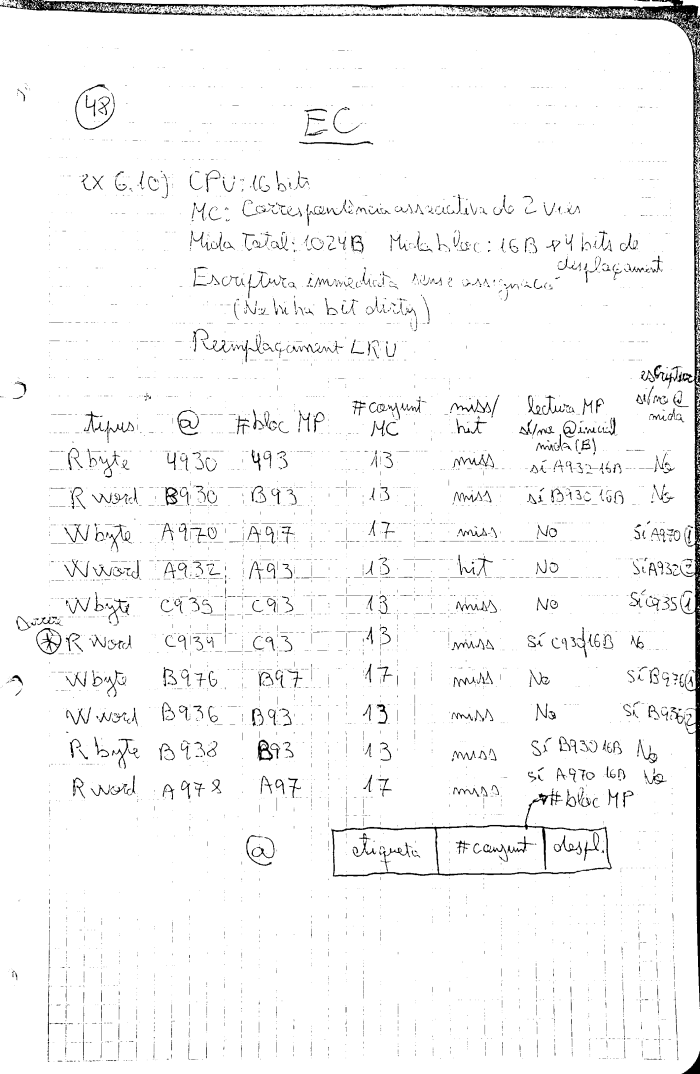 48
EC
ex 6.10) CPU: 16 bits
MC: Correspondència associativa de 2 vies
Mida Total: 1024B Mida bloc: 16B → 4 bits de
desplaçament
Escriptura immediata sense assignació
(No hi ha bit dirty)
Reemplaçament LRU
tipus @ #bloc MP #conjunt MC miss/hit lectura MP sí/no @inicial mida (B) escriptura sí/no @ mida
R byte 4930 493 13 miss sí A932 16B No
R word B930 B93 13 miss sí B930 16B No
W byte A970 A97 17 miss No Sí A970 1
W word A932 A93 13 hit NO Sí A932 2
W byte C935 C93 13 miss No Sí C935 1
R word C934 C93 13 miss Sí C930 16B No
W byte B976 B97 17 miss No Sí B976 1
W word B936 B93 13 miss No Sí B936 2
R byte B938 B93 13 miss Sí B930 16B No
R word A978 A97 17 miss sí A970 16B No
#bloc MP
@ etiqueta #conjunt despl.